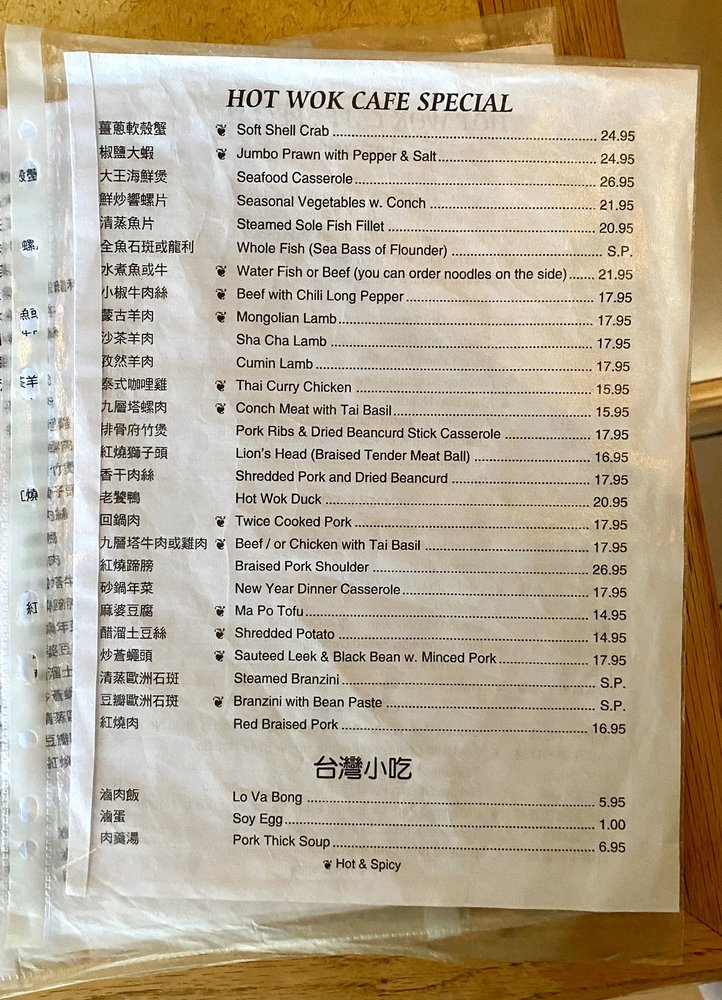 HOT WOK CAFE SPECIAL
薑蔥軟殼蟹 ❦ Soft Shell Crab 24.95
椒鹽大蝦 ❦ Jumbo Prawn with Pepper & Salt 24.95
大王海鮮煲 Seafood Casserole 26.95
鮮炒響螺片 Seasonal Vegetables w. Conch 21.95
清蒸魚片 Steamed Sole Fish Fillet 20.95
全魚石斑或龍利 Whole Fish (Sea Bass of Flounder) S.P.
水煮魚或牛 ❦ Water Fish or Beef (you can order noodles on the side) 21.95
小椒牛肉絲 ❦ Beef with Chili Long Pepper 17.95
蒙古羊肉 ❦ Mongolian Lamb 17.95
沙茶羊肉 Sha Cha Lamb 17.95
孜然羊肉 Cumin Lamb 17.95
泰式咖哩雞 ❦ Thai Curry Chicken 15.95
九層塔螺肉 ❦ Conch Meat with Tai Basil 15.95
排骨府竹煲 Pork Ribs & Dried Beancurd Stick Casserole 17.95
紅燒獅子頭 Lion's Head (Braised Tender Meat Ball) 16.95
香干肉絲 Shredded Pork and Dried Beancurd 17.95
老饕鴨 Hot Wok Duck 20.95
回鍋肉 ❦ Twice Cooked Pork 17.95
九層塔牛肉或雞肉 ❦ Beef / or Chicken with Tai Basil 17.95
紅燒蹄膀 Braised Pork Shoulder 26.95
砂鍋年菜 New Year Dinner Casserole 17.95
麻婆豆腐 ❦ Ma Po Tofu 14.95
醋溜土豆絲 ❦ Shredded Potato 14.95
炒蒼蠅頭 ❦ Sauteed Leek & Black Bean w. Minced Pork 17.95
清蒸歐洲石斑 Steamed Branzini S.P.
豆瓣歐洲石斑 ❦ Branzini with Bean Paste S.P.
紅燒肉 Red Braised Pork 16.95
台灣小吃
滷肉飯 Lo Va Bong 5.95
滷蛋 Soy Egg 1.00
肉羹湯 Pork Thick Soup 6.95
❦ Hot & Spicy